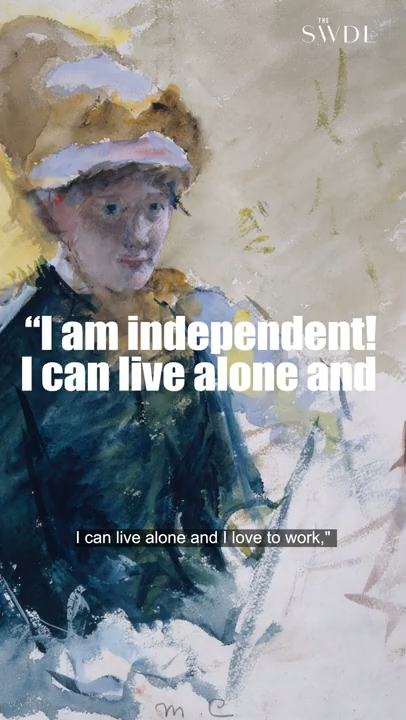 THE
SWDL
“I am independent!
I can live alone and
I can live alone and I love to work,"
M C